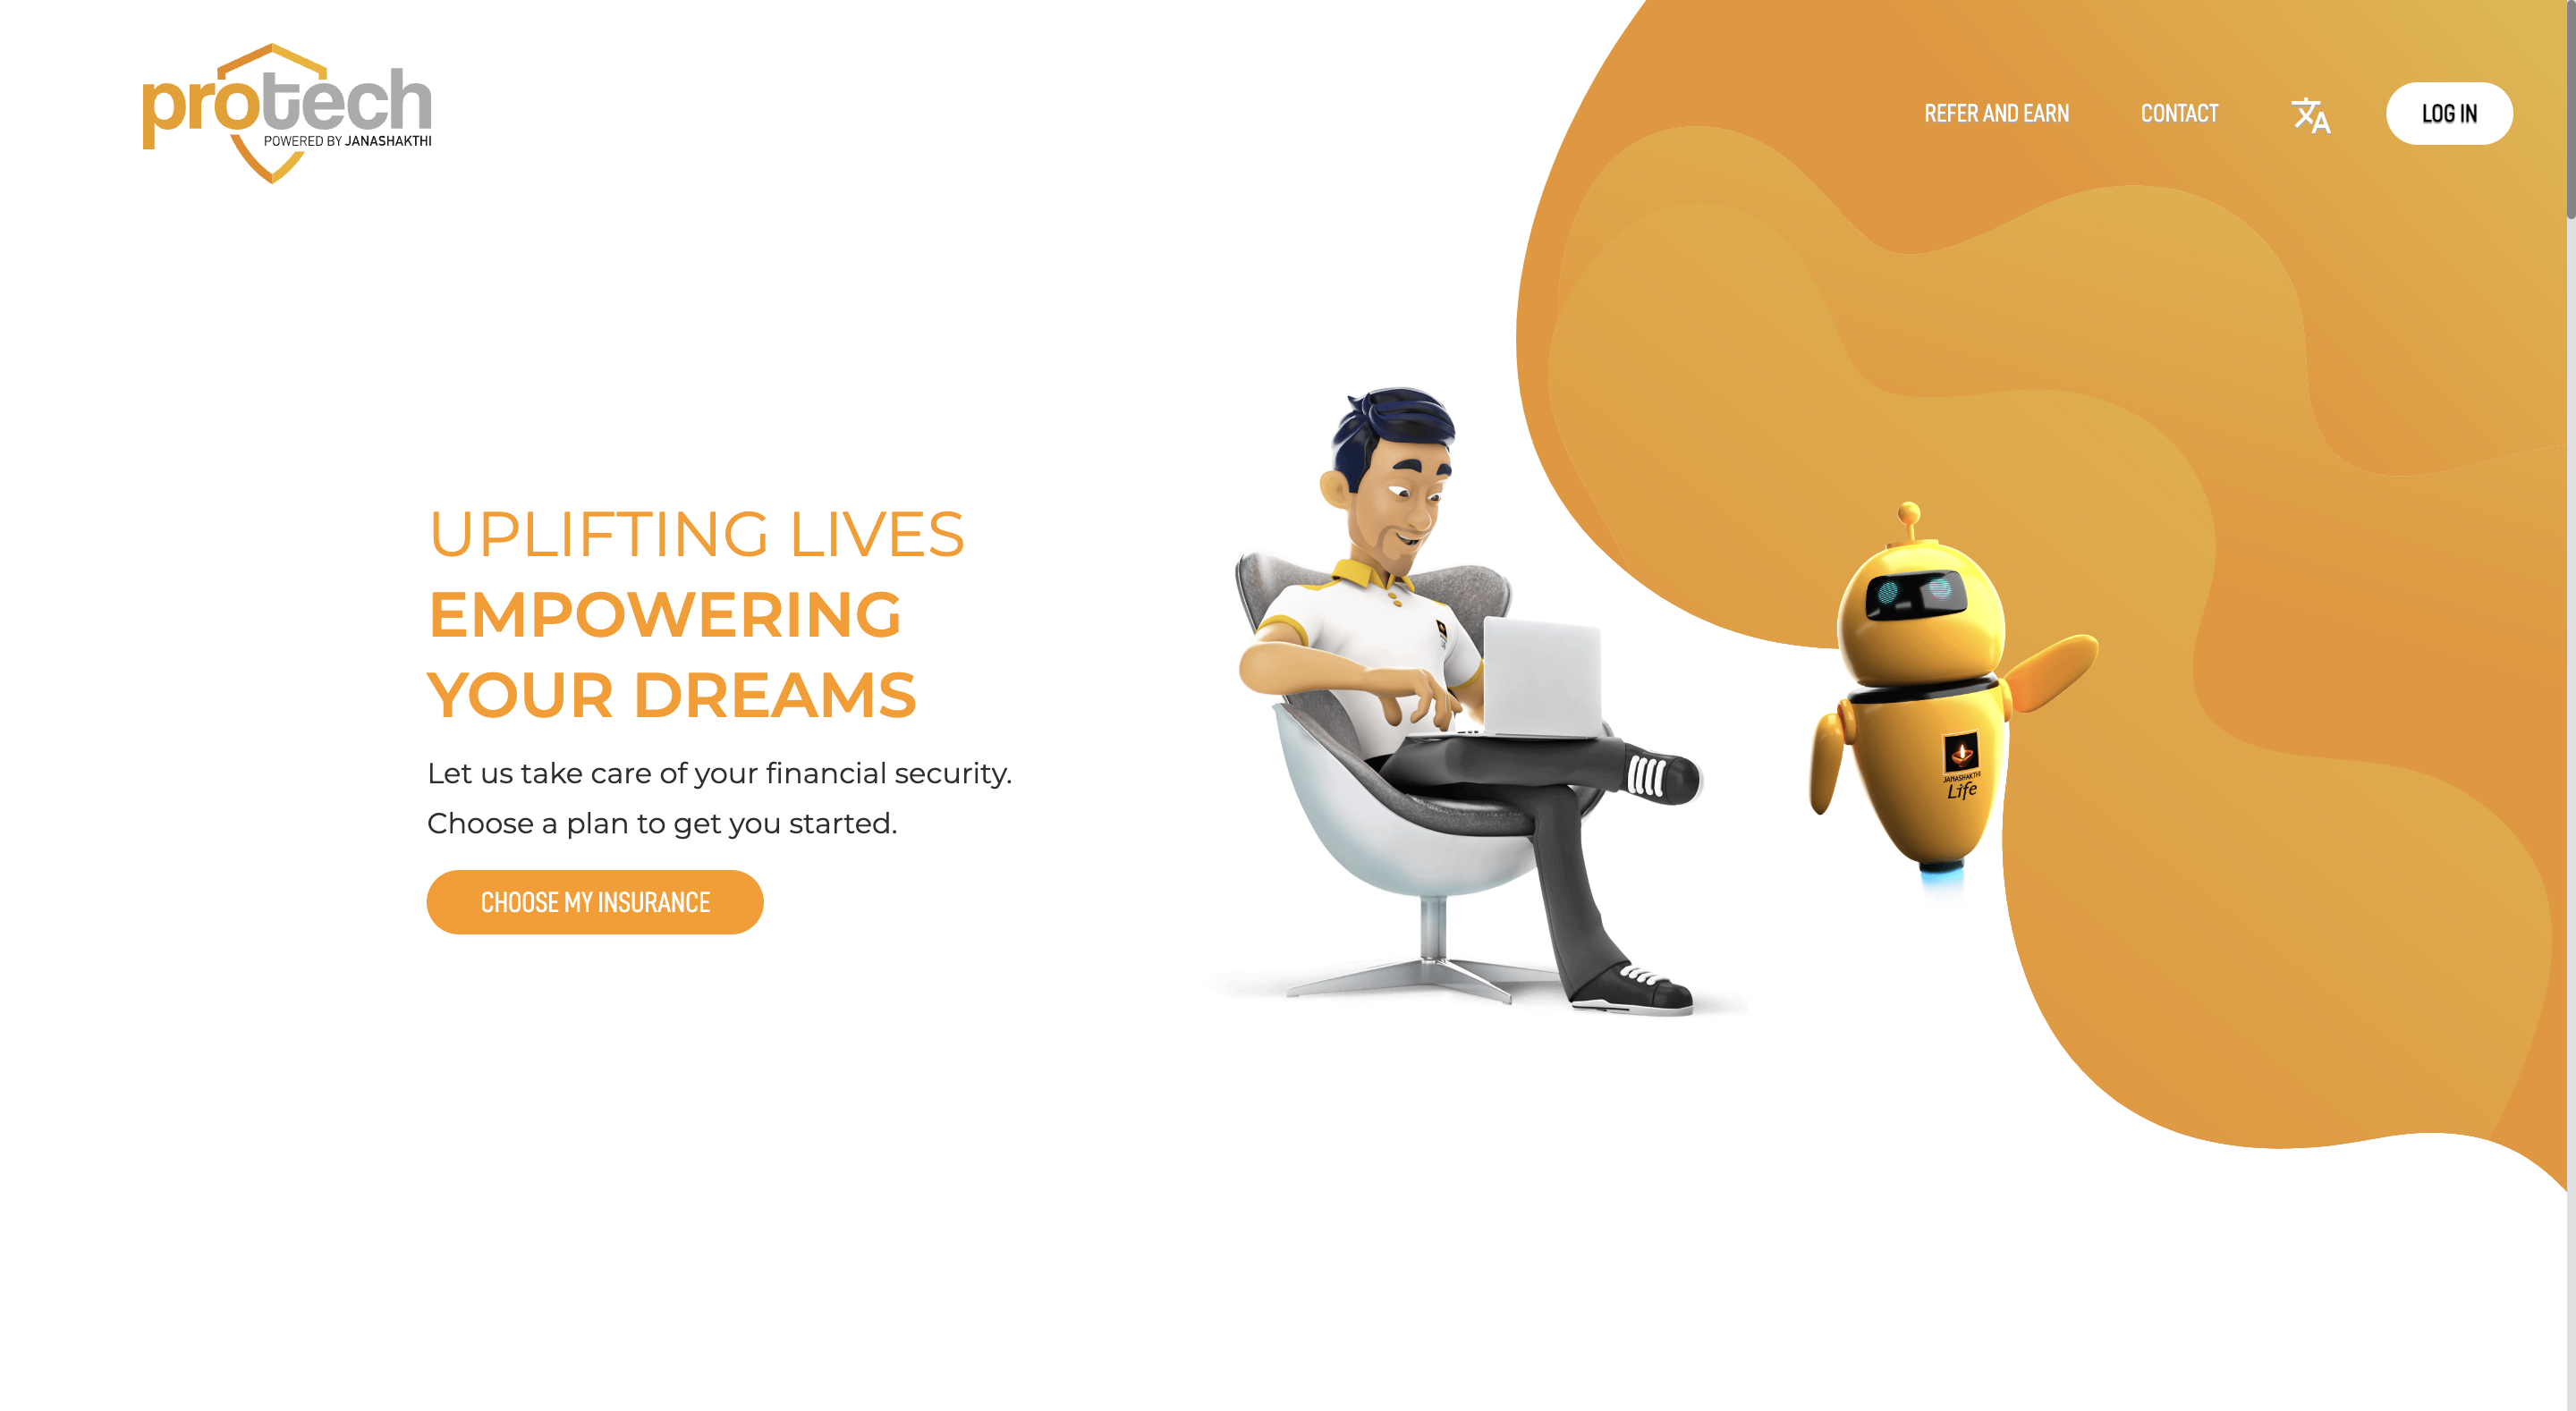 protech
POWERED BY JANASHAKTHI
REFER AND EARN
CONTACT
LOG IN
UPLIFTING LIVES
EMPOWERING
YOUR DREAMS
Let us take care of your financial security.
Choose a plan to get you started.
CHOOSE MY INSURANCE
JANASHAKTHI
Life